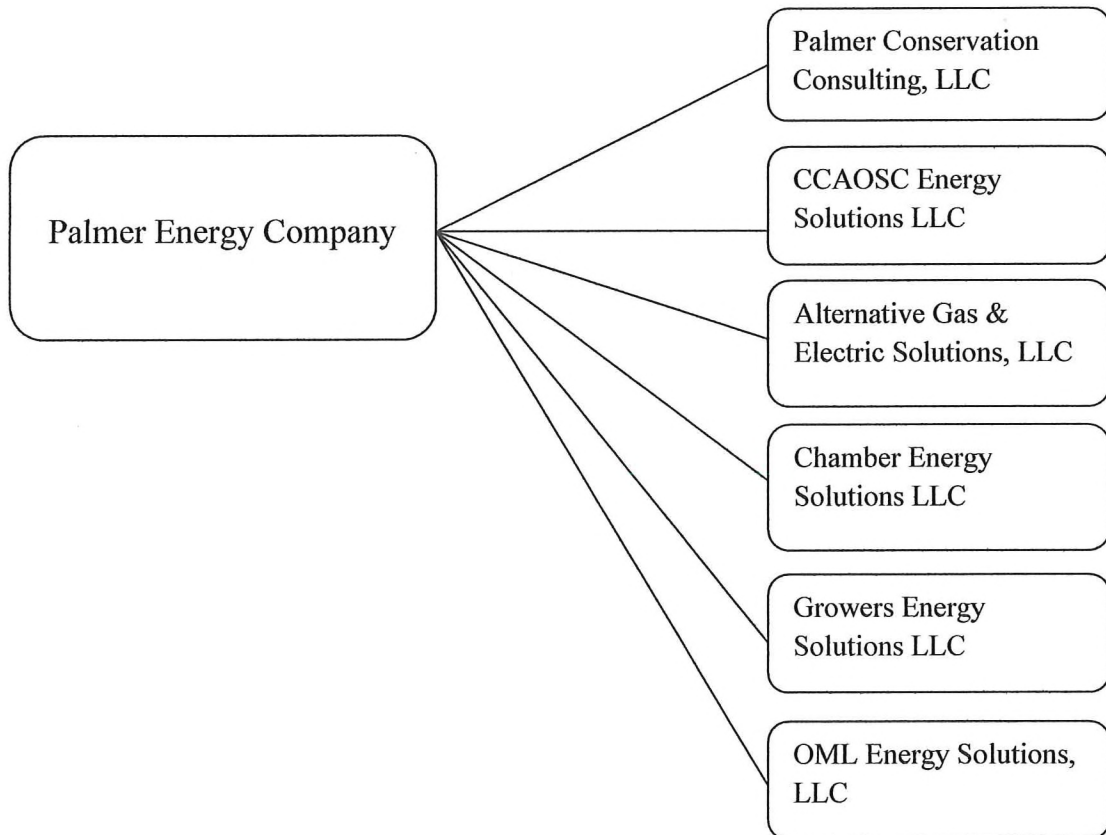 Palmer Energy Company
Palmer Conservation
Consulting, LLC
CCAOSC Energy
Solutions LLC
Alternative Gas &
Electric Solutions, LLC
Chamber Energy
Solutions LLC
Growers Energy
Solutions LLC
OML Energy Solutions,
LLC